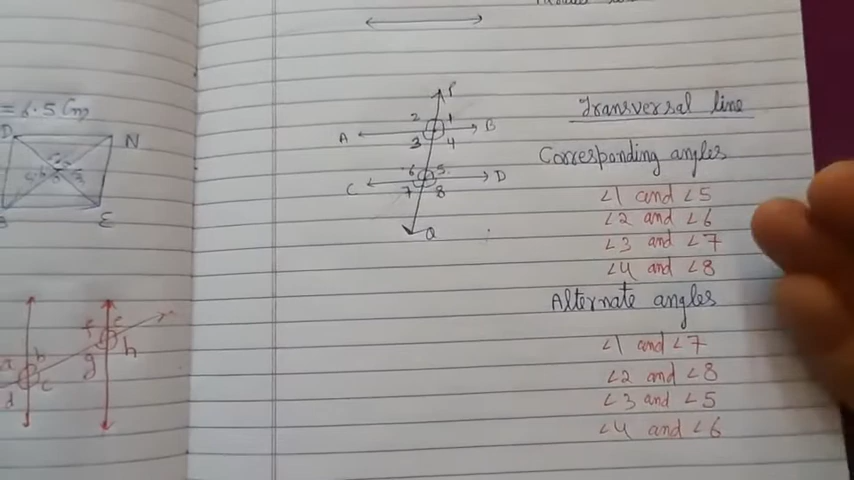 = 6.5 Cm
D
N
E
P
2 1
A
B
3 4
6 5
C
D
7 8
Q
Transversal line
Corresponding angles
∠1 and ∠5
∠2 and ∠6
∠3 and ∠7
∠4 and ∠8
Alternate angles
∠1 and ∠7
∠2 and ∠8
∠3 and ∠5
∠4 and ∠6
f e
g h
a b
d c